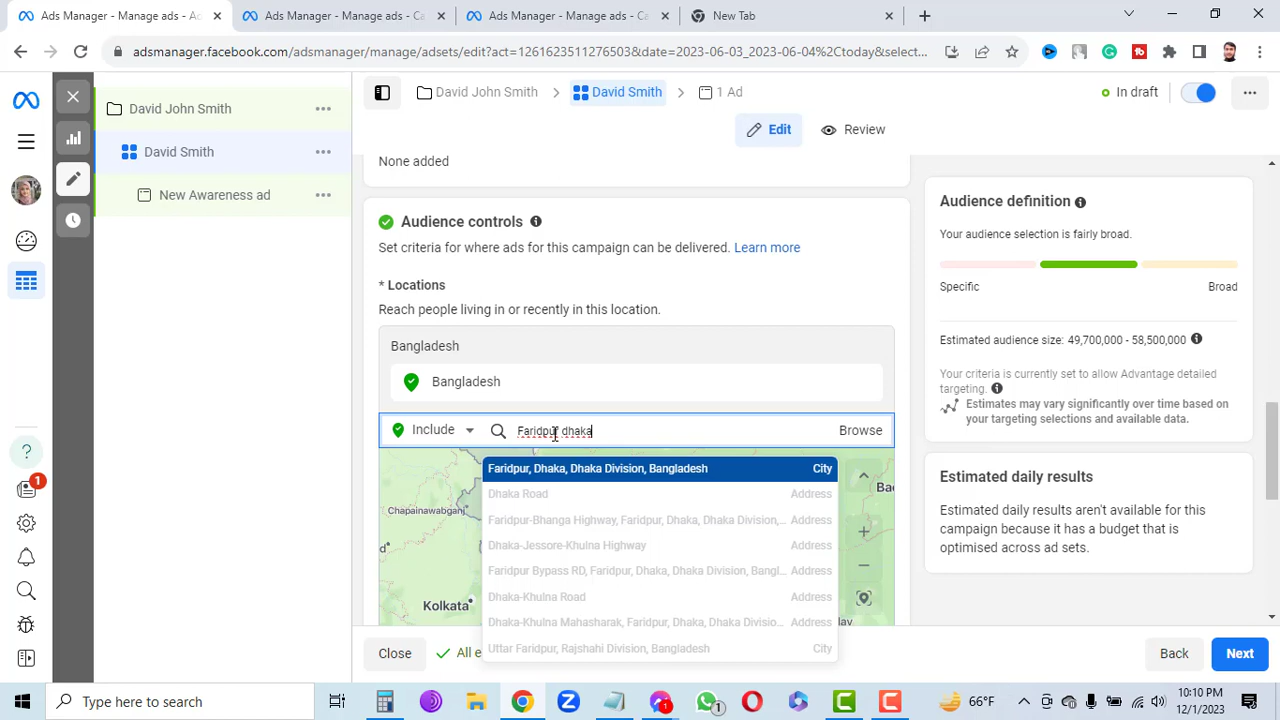 Ads Manager - Manage ads - Ads
Ads Manager - Manage ads - Ca
Ads Manager - Manage ads - Ca
New Tab
adsmanager.facebook.com/adsmanager/manage/adsets/edit?act=1261623511276503&date=2023-06-03_2023-06-04%2Ctoday&select...
David John Smith
David Smith
New Awareness ad
David John Smith
David Smith
1 Ad
In draft
Edit
Review
None added
Audience controls
Set criteria for where ads for this campaign can be delivered. Learn more
* Locations
Reach people living in or recently in this location.
Bangladesh
Bangladesh
Include
Faridpur dhaka
Browse
Faridpur, Dhaka, Dhaka Division, Bangladesh City
Dhaka Road Address
Faridpur-Bhanga Highway, Faridpur, Dhaka, Dhaka Division,... Address
Dhaka-Jessore-Khulna Highway Address
Faridpur Bypass RD, Faridpur, Dhaka, Dhaka Division, Bangl... Address
Dhaka-Khulna Road Address
Dhaka-Khulna Mahasharak, Faridpur, Dhaka, Dhaka Divisio... Address
Uttar Faridpur, Rajshahi Division, Bangladesh City
Chapainawabganj
Kolkata
Audience definition
Your audience selection is fairly broad.
Specific
Broad
Estimated audience size: 49,700,000 - 58,500,000
Your criteria is currently set to allow Advantage detailed
targeting.
Estimates may vary significantly over time based on
your targeting selections and available data.
Estimated daily results
Estimated daily results aren't available for this
campaign because it has a budget that is
optimised across ad sets.
Close
All e
Back
Next
1
Type here to search
1
1
66°F
10:10 PM
12/1/2023